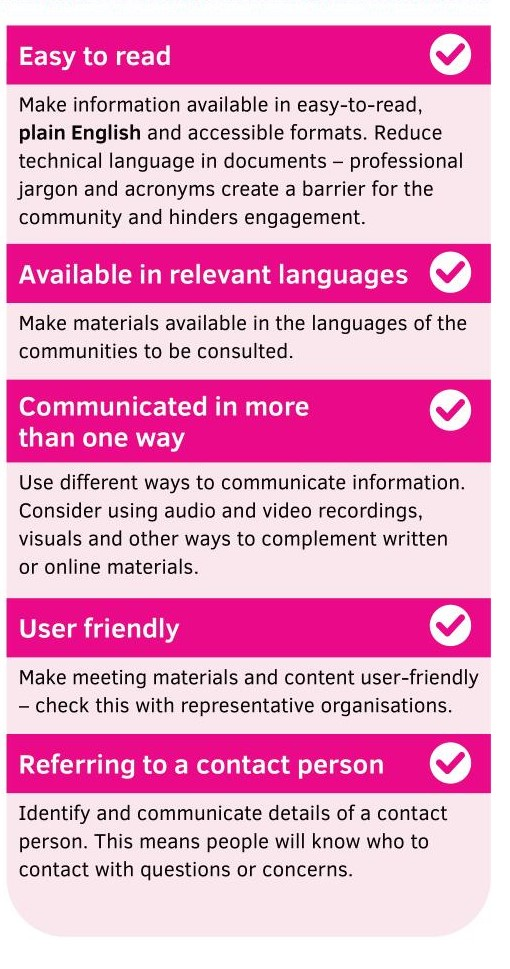 Easy to read
Make information available in easy-to-read,
plain English and accessible formats. Reduce
technical language in documents – professional
jargon and acronyms create a barrier for the
community and hinders engagement.
Available in relevant languages
Make materials available in the languages of the
communities to be consulted.
Communicated in more
than one way
Use different ways to communicate information.
Consider using audio and video recordings,
visuals and other ways to complement written
or online materials.
User friendly
Make meeting materials and content user-friendly
– check this with representative organisations.
Referring to a contact person
Identify and communicate details of a contact
person. This means people will know who to
contact with questions or concerns.